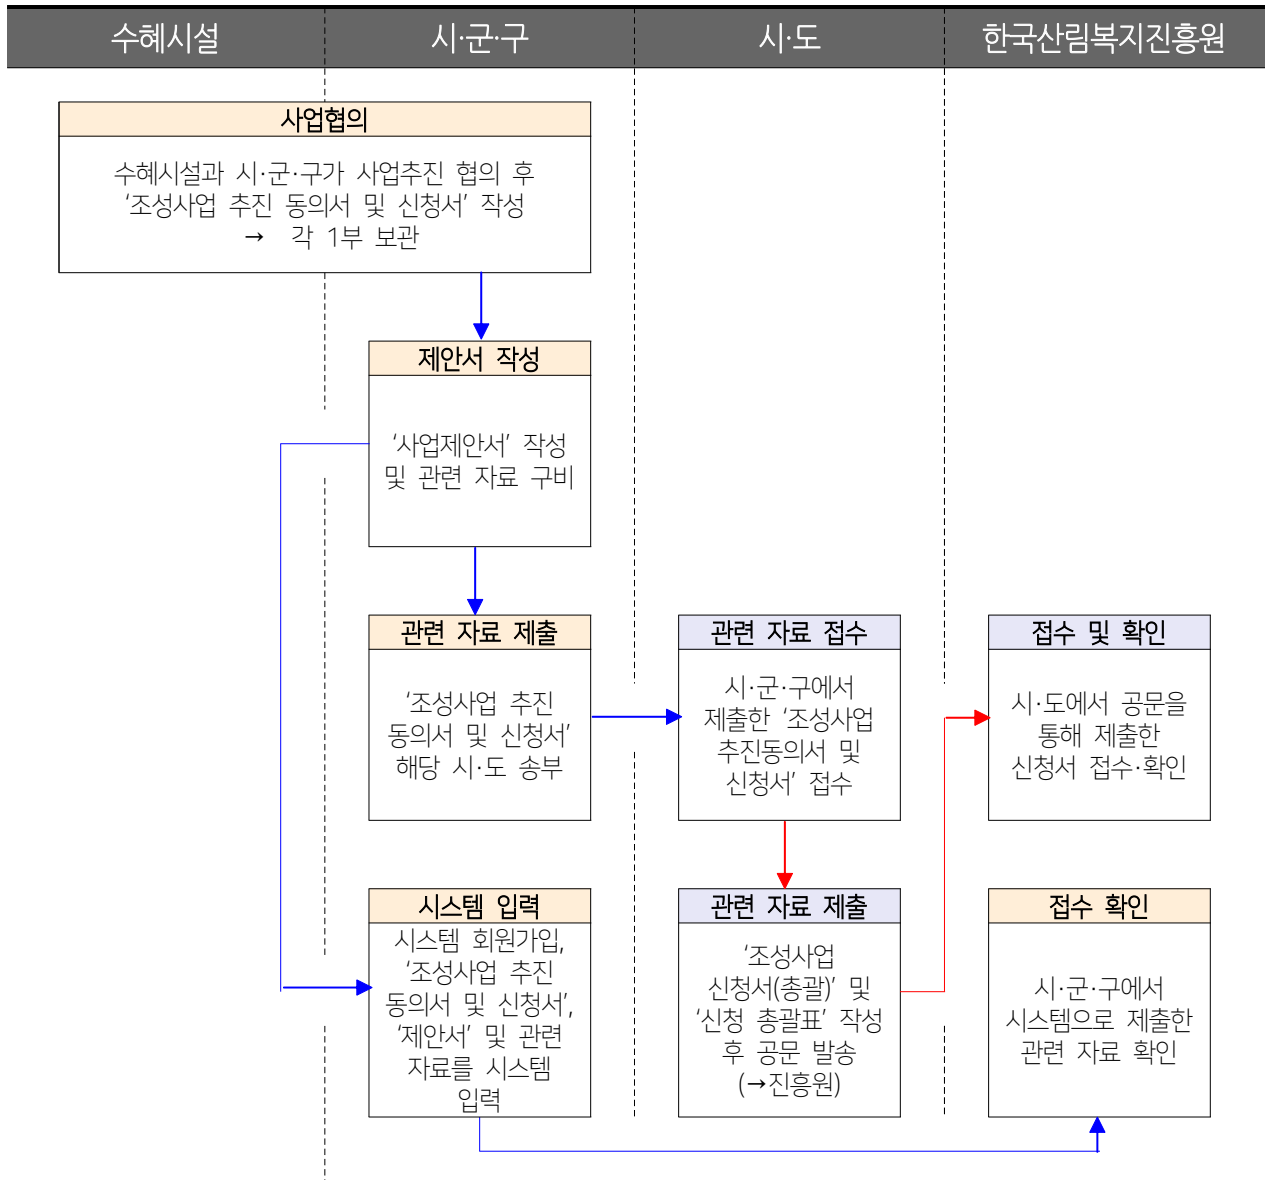 수혜시설
시·군·구
시·도
한국산림복지진흥원
사업협의
수혜시설과 시·군·구가 사업추진 협의 후
‘조성사업 추진 동의서 및 신청서’ 작성
→ 각 1부 보관
제안서 작성
‘사업제안서’ 작성
및 관련 자료 구비
관련 자료 제출
‘조성사업 추진
동의서 및 신청서’
해당 시·도 송부
관련 자료 접수
시·군·구에서
제출한 ‘조성사업
추진동의서 및
신청서’ 접수
접수 및 확인
시·도에서 공문을
통해 제출한
신청서 접수·확인
시스템 입력
시스템 회원가입,
‘조성사업 추진
동의서 및 신청서’,
‘제안서’ 및 관련
자료를 시스템
입력
관련 자료 제출
‘조성사업
신청서(총괄)’ 및
‘신청 총괄표’ 작성
후 공문 발송
(→진흥원)
접수 확인
시·군·구에서
시스템으로 제출한
관련 자료 확인